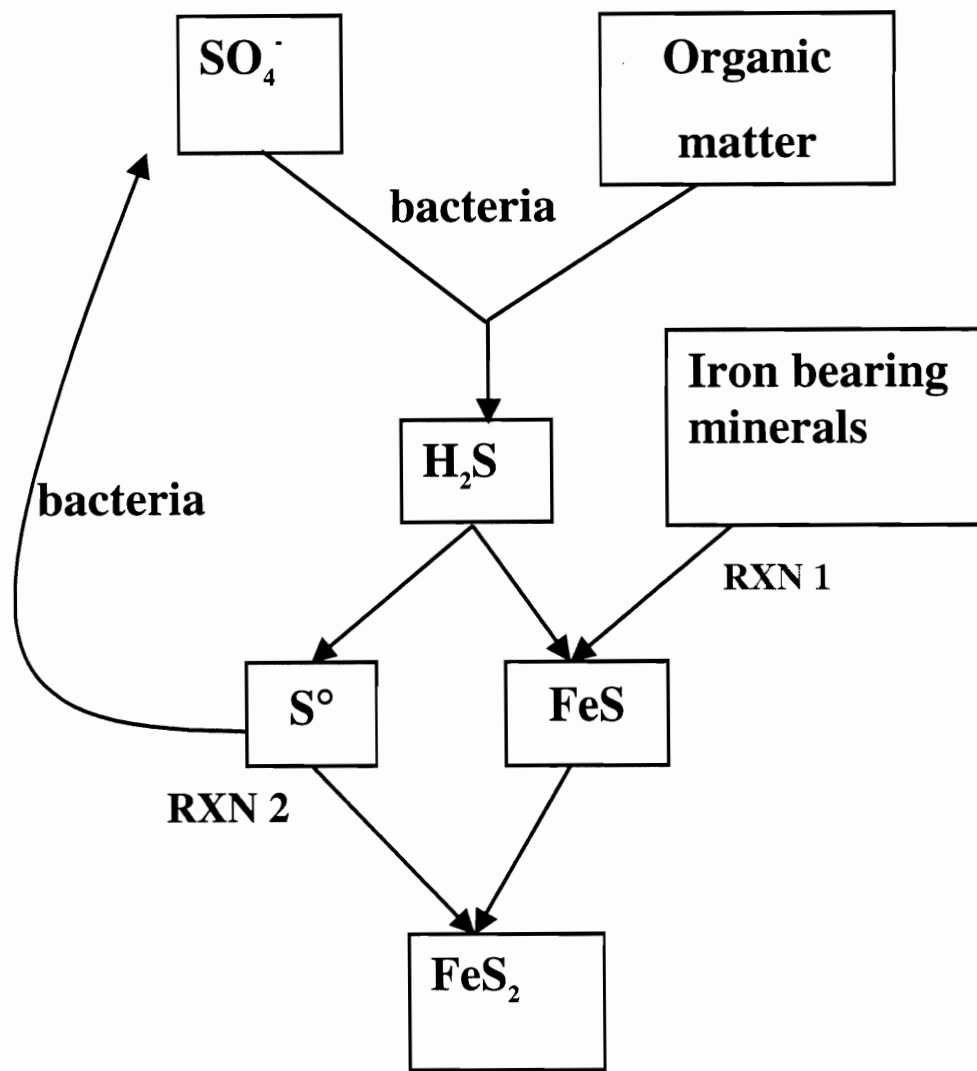 SO₄⁻
Organic
matter
bacteria
Iron bearing
minerals
H₂S
bacteria
RXN 1
S°
FeS
RXN 2
FeS₂